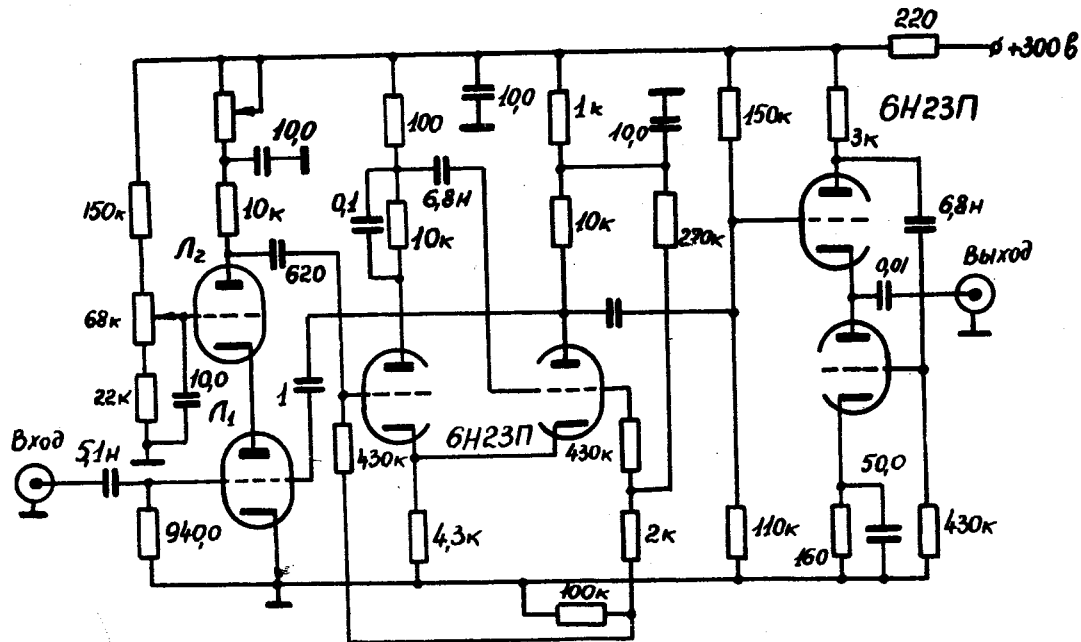 220
+300в
10,0
1к
10,0
150к
6Н23П
100
3к
10,0
6,8н
150к
10к
0,1
10к
10к
270к
6,8н
Л₂
620
0,01
Выход
68к
10,0
1
22к
Л₁
6Н23П
Вход
5,1н
430к
430к
50,0
940,0
4,3к
2к
110к
160
430к
100к